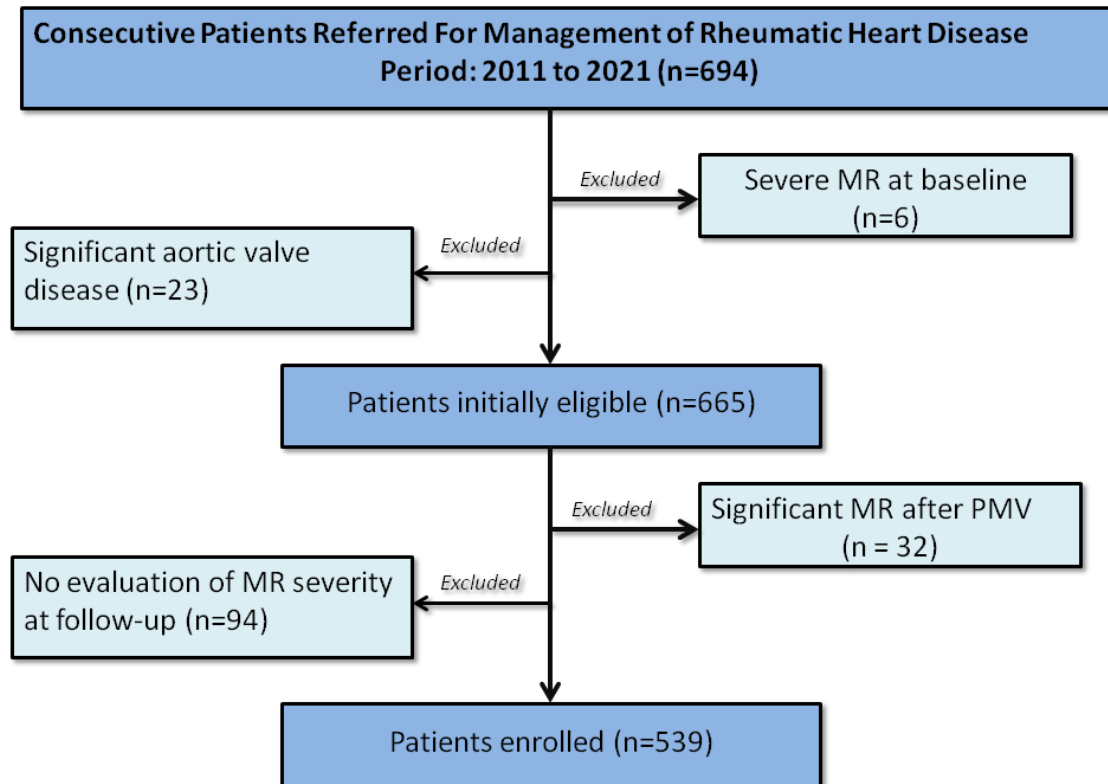 Consecutive Patients Referred For Management of Rheumatic Heart Disease
Period: 2011 to 2021 (n=694)
Excluded
Severe MR at baseline
(n=6)
Excluded
Significant aortic valve
disease (n=23)
Patients initially eligible (n=665)
Excluded
Significant MR after PMV
(n = 32)
Excluded
No evaluation of MR severity
at follow-up (n=94)
Patients enrolled (n=539)